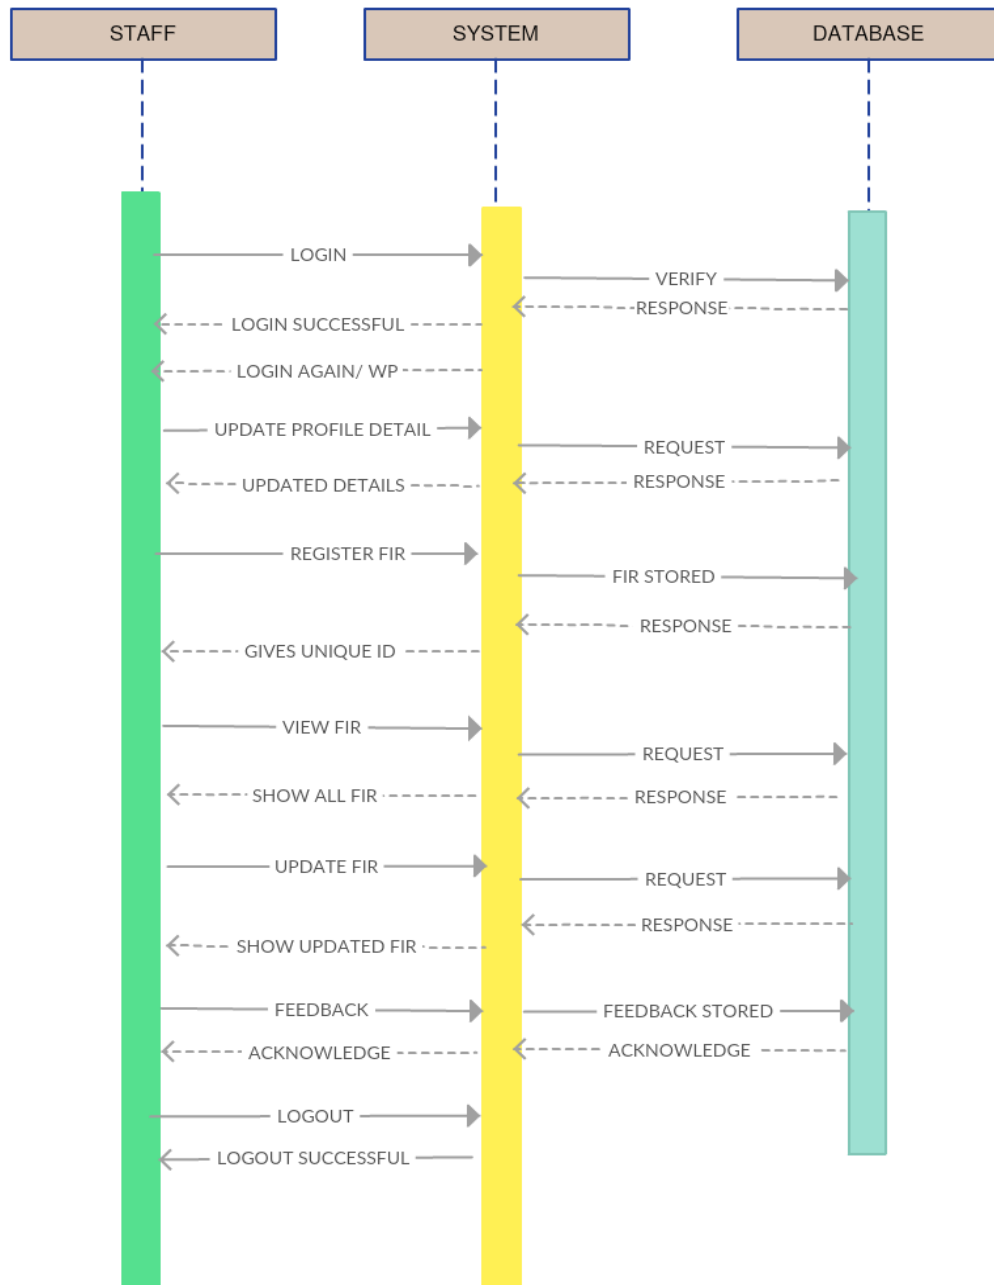 STAFF
SYSTEM
DATABASE
LOGIN
VERIFY
RESPONSE
LOGIN SUCCESSFUL
LOGIN AGAIN/ WP
UPDATE PROFILE DETAIL
REQUEST
RESPONSE
UPDATED DETAILS
REGISTER FIR
FIR STORED
RESPONSE
GIVES UNIQUE ID
VIEW FIR
REQUEST
SHOW ALL FIR
RESPONSE
UPDATE FIR
REQUEST
RESPONSE
SHOW UPDATED FIR
FEEDBACK
FEEDBACK STORED
ACKNOWLEDGE
ACKNOWLEDGE
LOGOUT
LOGOUT SUCCESSFUL